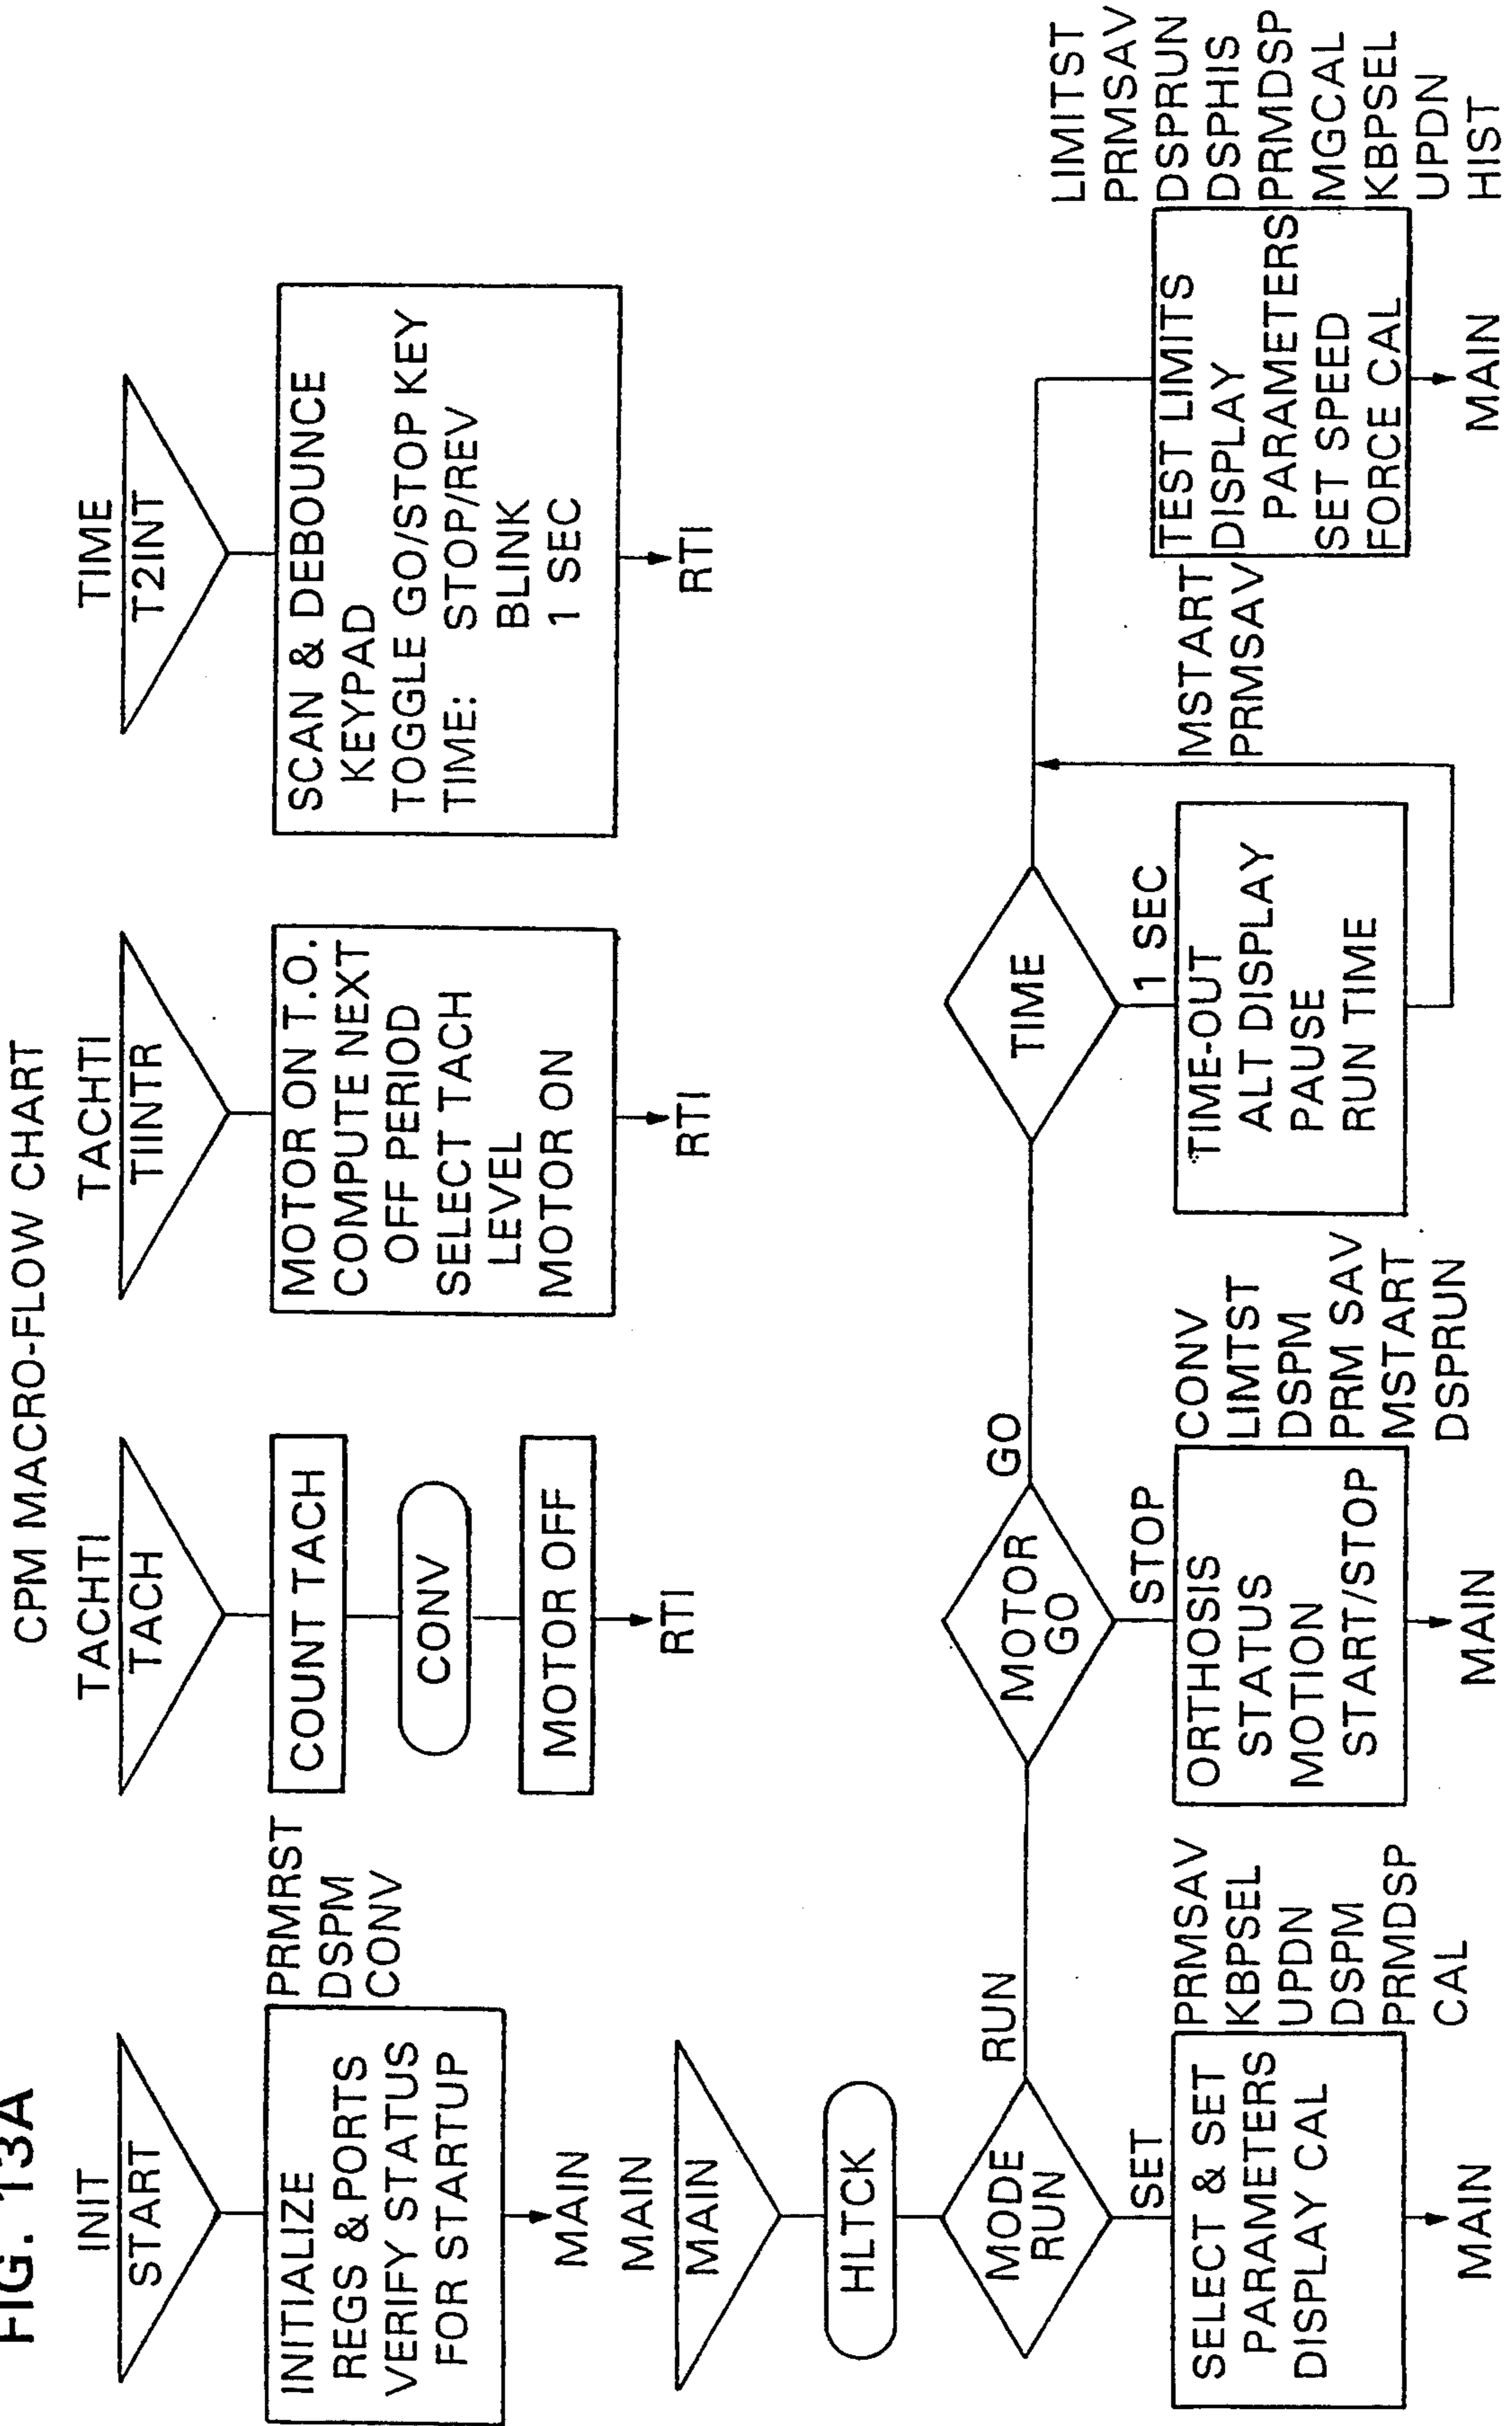 FIG. 13A
CPM MACRO-FLOW CHART
INIT
START
INITIALIZE
REGS & PORTS
VERIFY STATUS
FOR STARTUP
PRMRST
DSPM
CONV
MAIN
TACHTI
TACH
COUNT TACH
CONV
MOTOR OFF
RTI
TACHTI
TIINTR
MOTOR ON T.O.
COMPUTE NEXT
OFF PERIOD
SELECT TACH
LEVEL
MOTOR ON
RTI
TIME
T2INT
SCAN & DEBOUNCE
KEYPAD
TOGGLE GO/STOP KEY
TIME: STOP/REV
BLINK
1 SEC
RTI
MAIN
MAIN
HLTCK
MODE
RUN
RUN
SET
SELECT & SET
PARAMETERS
DISPLAY CAL
PRMSAV
KBPSEL
UPDN
DSPM
PRMDSP
CAL
MAIN
MOTOR
GO
GO
STOP
ORTHOSIS
STATUS
MOTION
START/STOP
CONV
LIMTST
DSPM
PRM SAV
MSTART
DSPRUN
MAIN
TIME
1 SEC
TIME-OUT
ALT DISPLAY
PAUSE
RUN TIME
MSTART
PRMSAV
TEST LIMITS
DISPLAY
PARAMETERS
SET SPEED
FORCE CAL
LIMITST
PRMSAV
DSPRUN
DSPHIS
PRMDSP
MGCAL
KBPSEL
UPDN
HIST
MAIN